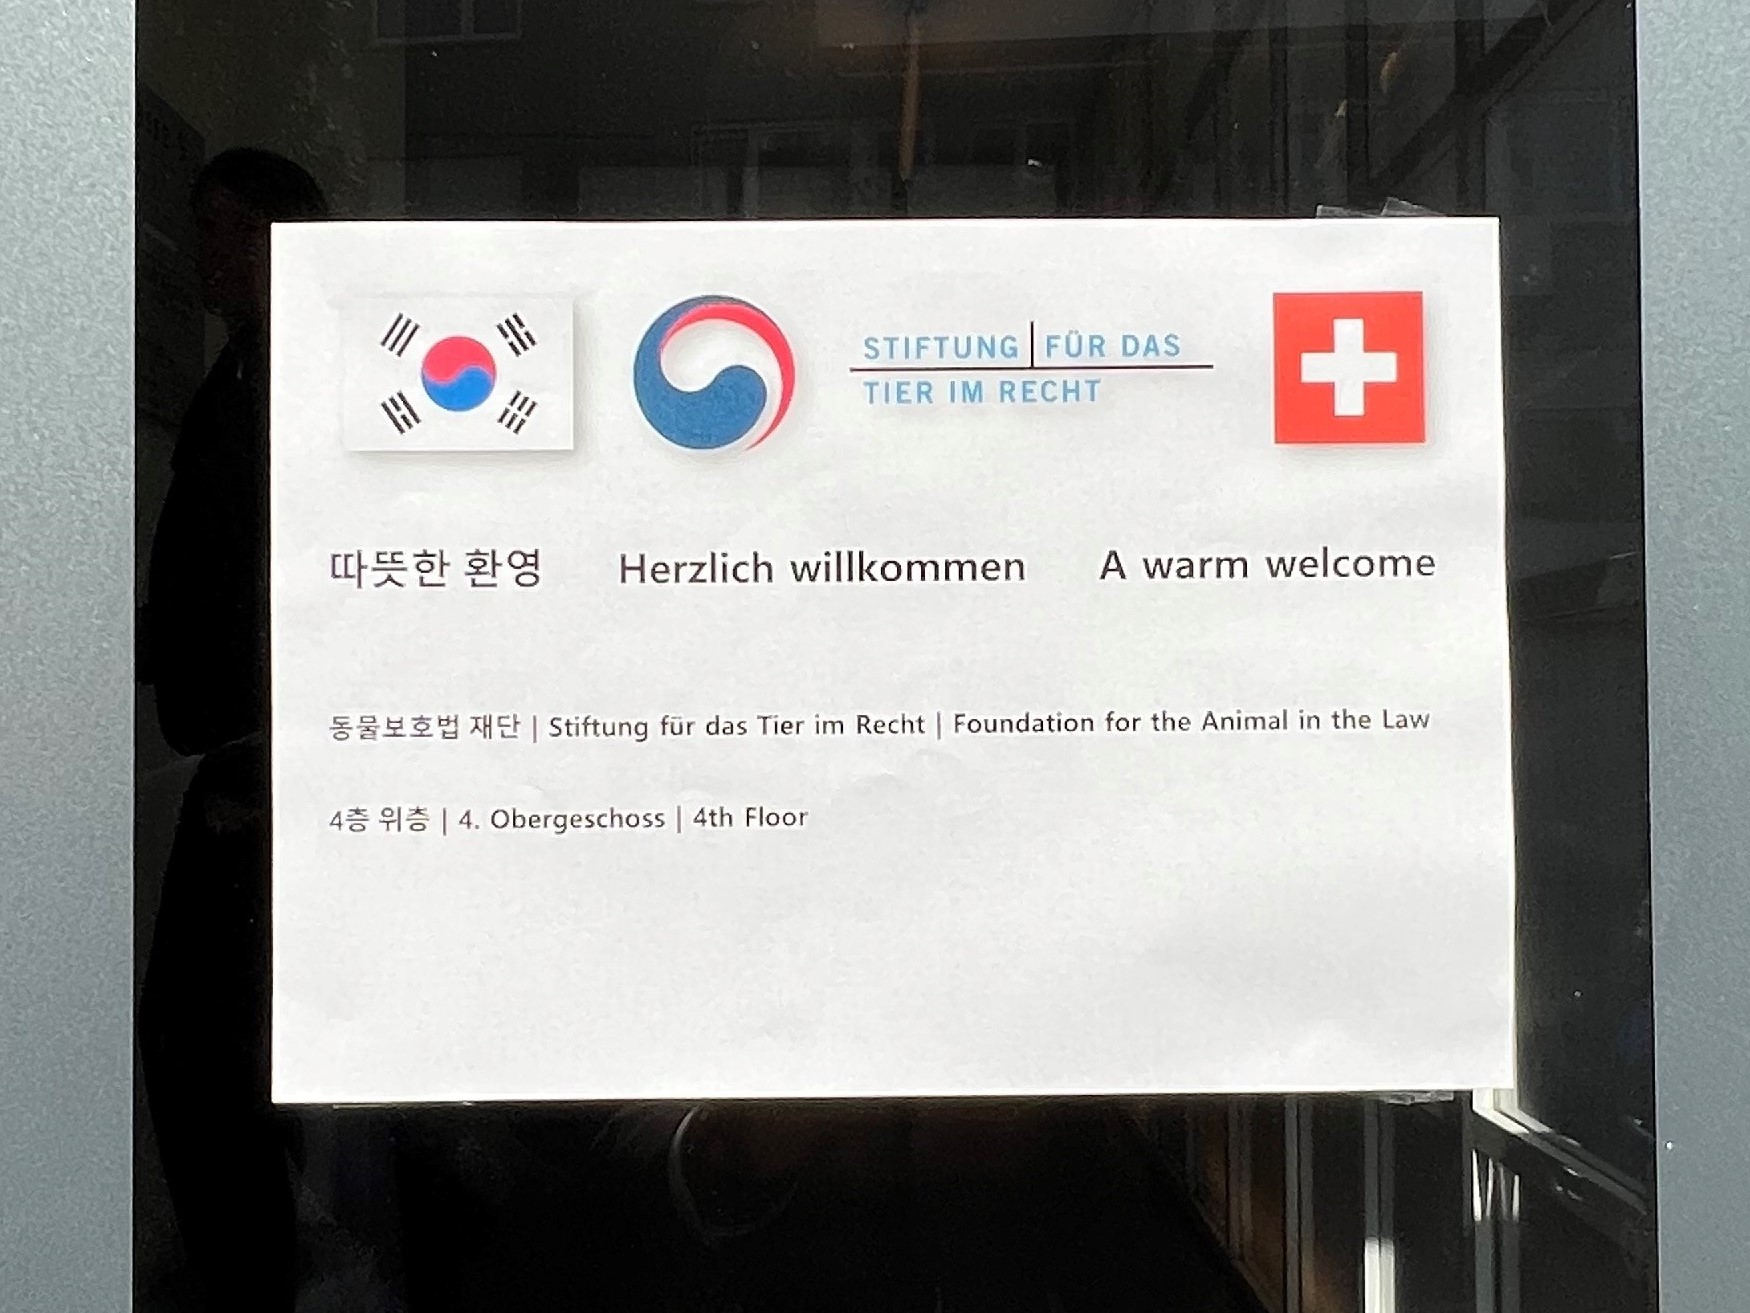 STIFTUNG FÜR DAS
TIER IM RECHT
따뜻한 환영 Herzlich willkommen A warm welcome
동물보호법 재단 | Stiftung für das Tier im Recht | Foundation for the Animal in the Law
4층 위층 | 4. Obergeschoss | 4th Floor